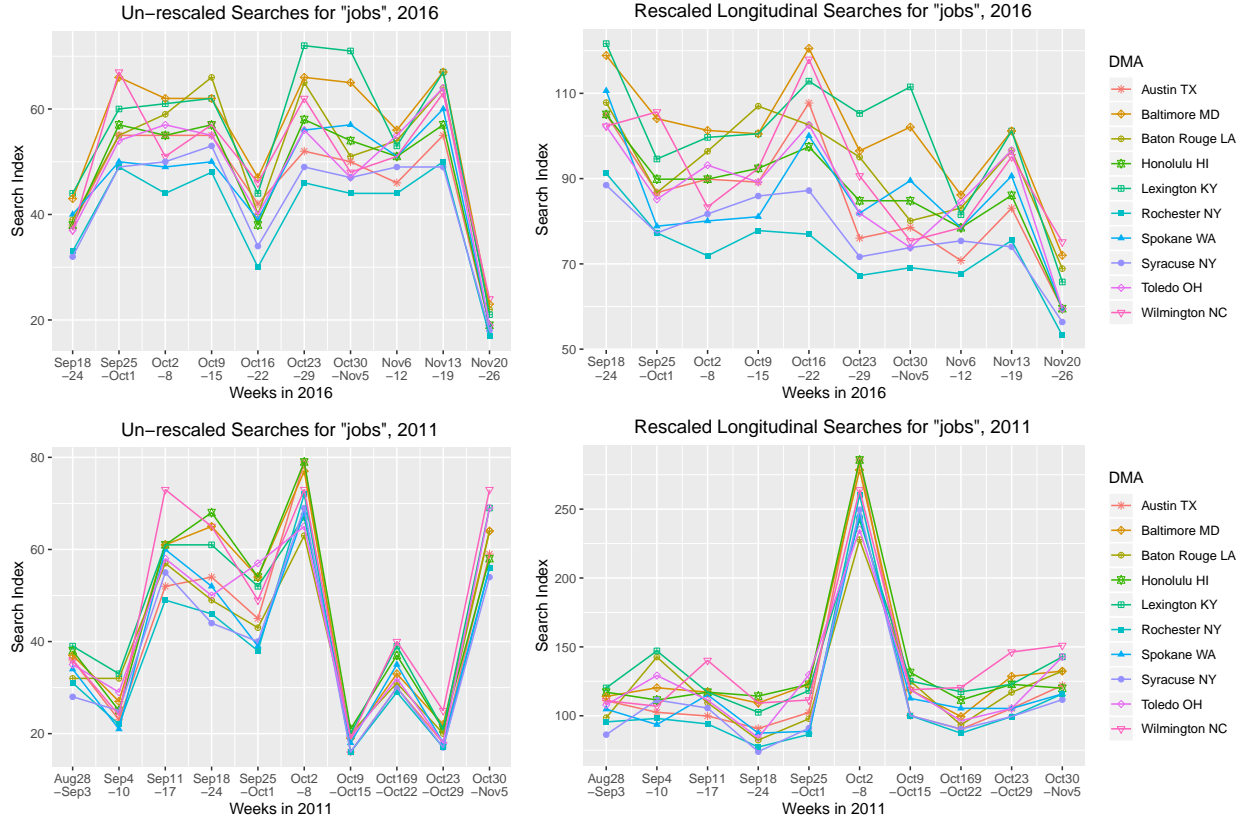 Un-rescaled Searches for "jobs", 2016
Search Index
60
40
20
Sep18 Sep25 Oct2 Oct9 Oct16 Oct23 Oct30 Nov6 Nov13 Nov20
-24 -Oct1 -8 -15 -22 -29 -Nov5 -12 -19 -26
Weeks in 2016
Rescaled Longitudinal Searches for "jobs", 2016
Search Index
110
90
70
50
Sep18 Sep25 Oct2 Oct9 Oct16 Oct23 Oct30 Nov6 Nov13 Nov20
-24 -Oct1 -8 -15 -22 -29 -Nov5 -12 -19 -26
Weeks in 2016
DMA
Austin TX
Baltimore MD
Baton Rouge LA
Honolulu HI
Lexington KY
Rochester NY
Spokane WA
Syracuse NY
Toledo OH
Wilmington NC
Un-rescaled Searches for "jobs", 2011
Search Index
80
60
40
20
Aug28 Sep4 Sep11 Sep18 Sep25 Oct2 Oct9 Oct169 Oct23 Oct30
-Sep3 -10 -17 -24 -Oct1 -8 -Oct15 -Oct22 -Oct29 -Nov5
Weeks in 2011
Rescaled Longitudinal Searches for "jobs", 2011
Search Index
250
200
150
100
Aug28 Sep4 Sep11 Sep18 Sep25 Oct2 Oct9 Oct169 Oct23 Oct30
-Sep3 -10 -17 -24 -Oct1 -8 -Oct15 -Oct22 -Oct29 -Nov5
Weeks in 2011
DMA
Austin TX
Baltimore MD
Baton Rouge LA
Honolulu HI
Lexington KY
Rochester NY
Spokane WA
Syracuse NY
Toledo OH
Wilmington NC